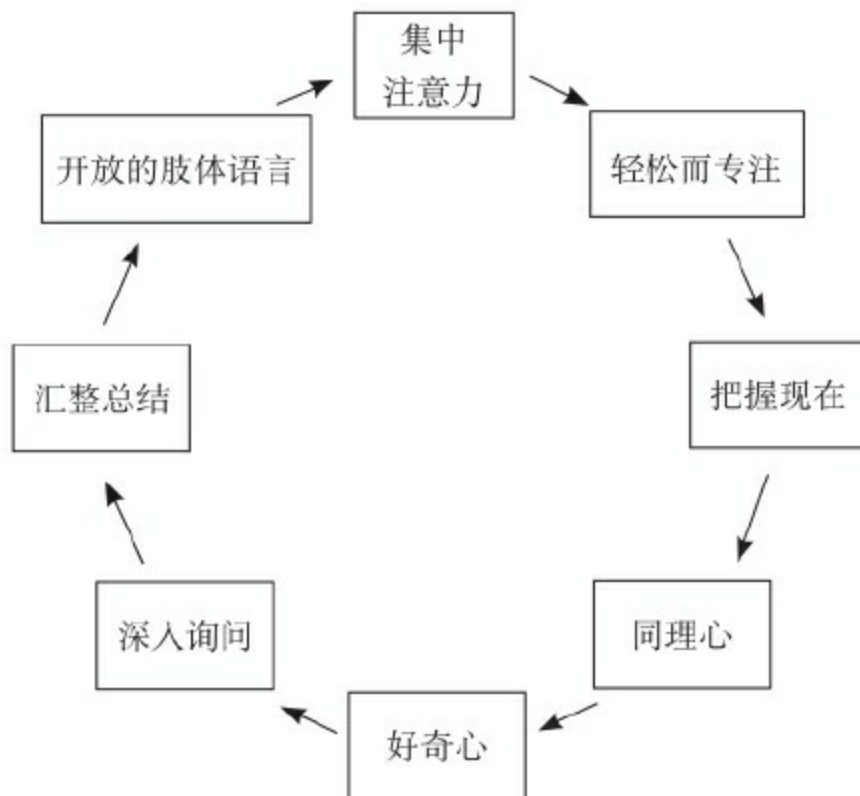 集中
注意力
轻松而专注
把握现在
同理心
好奇心
深入询问
汇整总结
开放的肢体语言